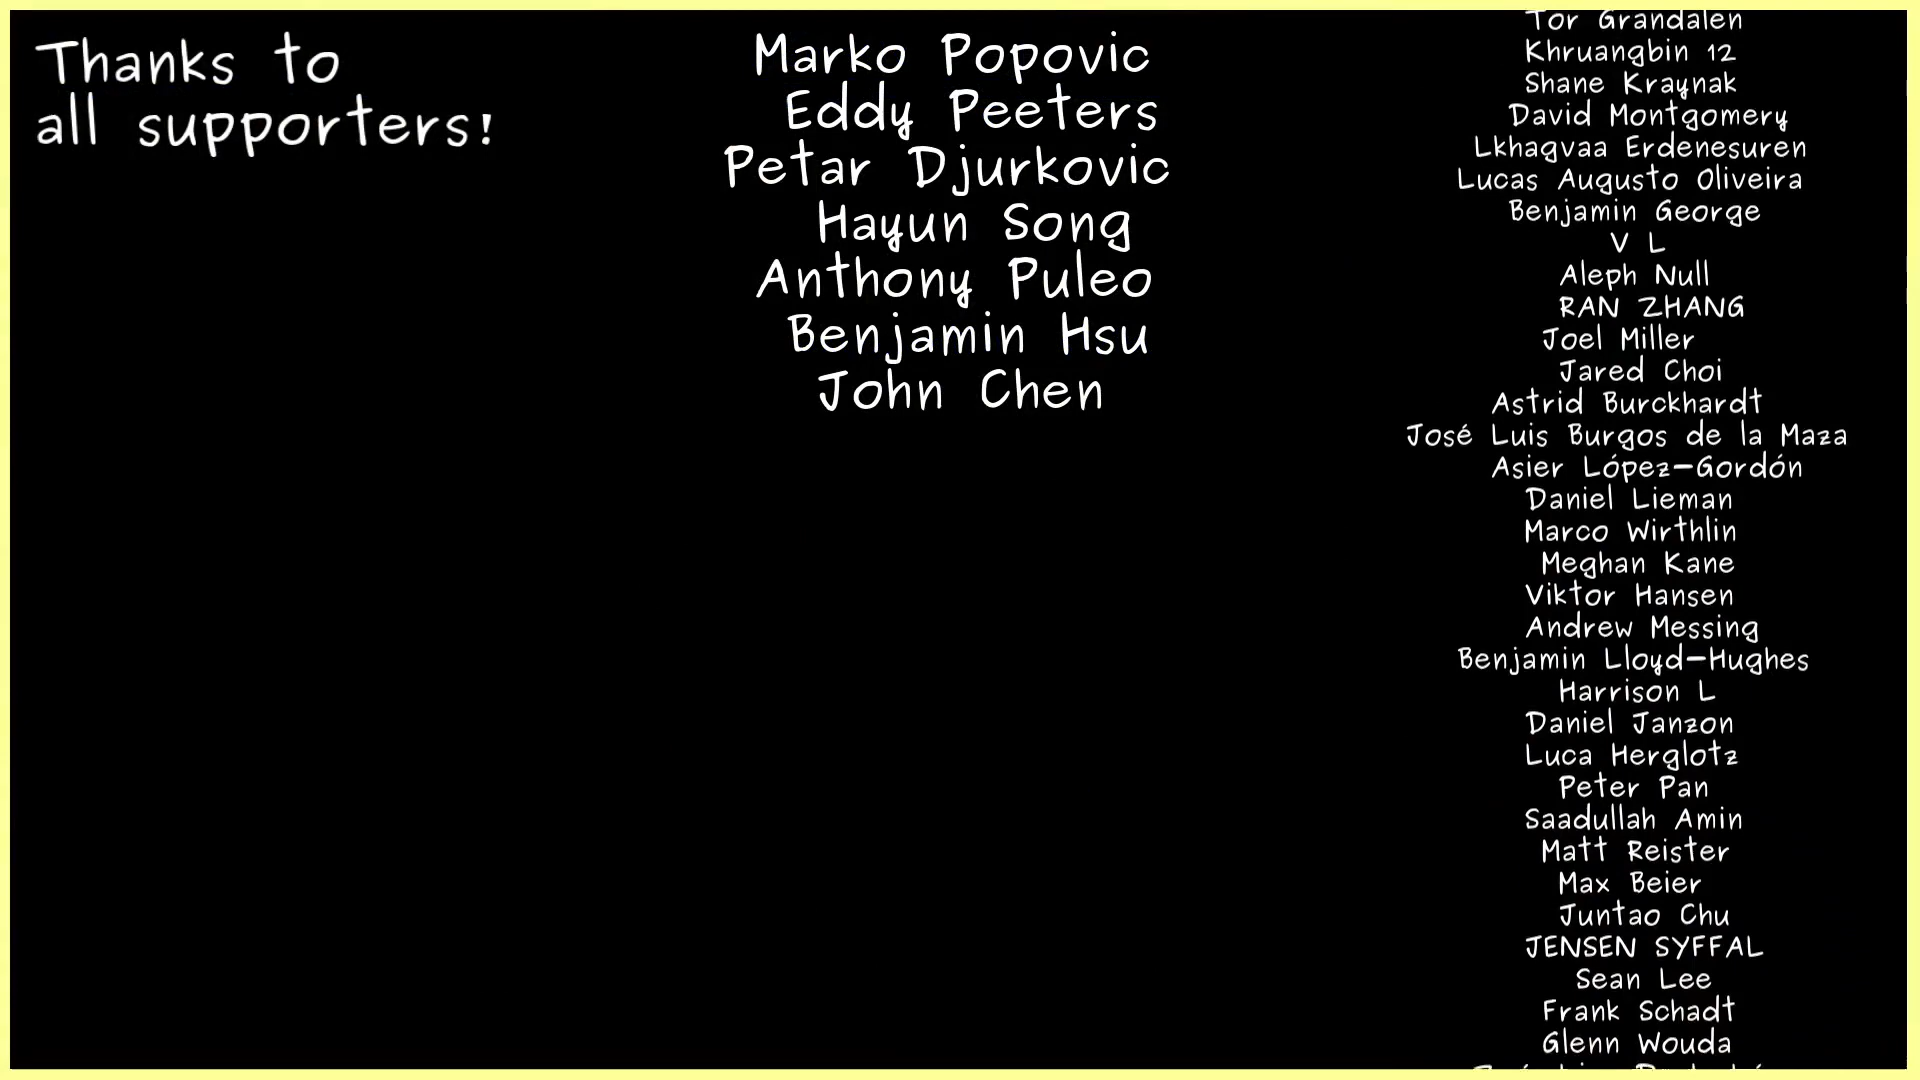 Thanks to
all supporters!
Marko Popovic
Eddy Peeters
Petar Djurkovic
Hayun Song
Anthony Puleo
Benjamin Hsu
John Chen
Tor Grandalen
Khruangbin 12
Shane Kraynak
David Montgomery
Lkhagvaa Erdenesuren
Lucas Augusto Oliveira
Benjamin George
V L
Aleph Null
RAN ZHANG
Joel Miller
Jared Choi
Astrid Burckhardt
José Luis Burgos de la Maza
Asier López-Gordón
Daniel Lieman
Marco Wirthlin
Meghan Kane
Viktor Hansen
Andrew Messing
Benjamin Lloyd-Hughes
Harrison L
Daniel Janzon
Luca Herglotz
Peter Pan
Saadullah Amin
Matt Reister
Max Beier
Juntao Chu
JENSEN SYFFAL
Sean Lee
Frank Schadt
Glenn Wouda